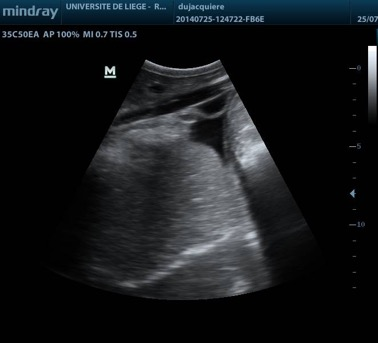 mindray
UNIVERSITE DE LIEGE - R...
dujacquiere
20140725-124722-FB6E
25/07
35C50EA AP 100% MI 0.7 TIS 0.5
M
0
5
10